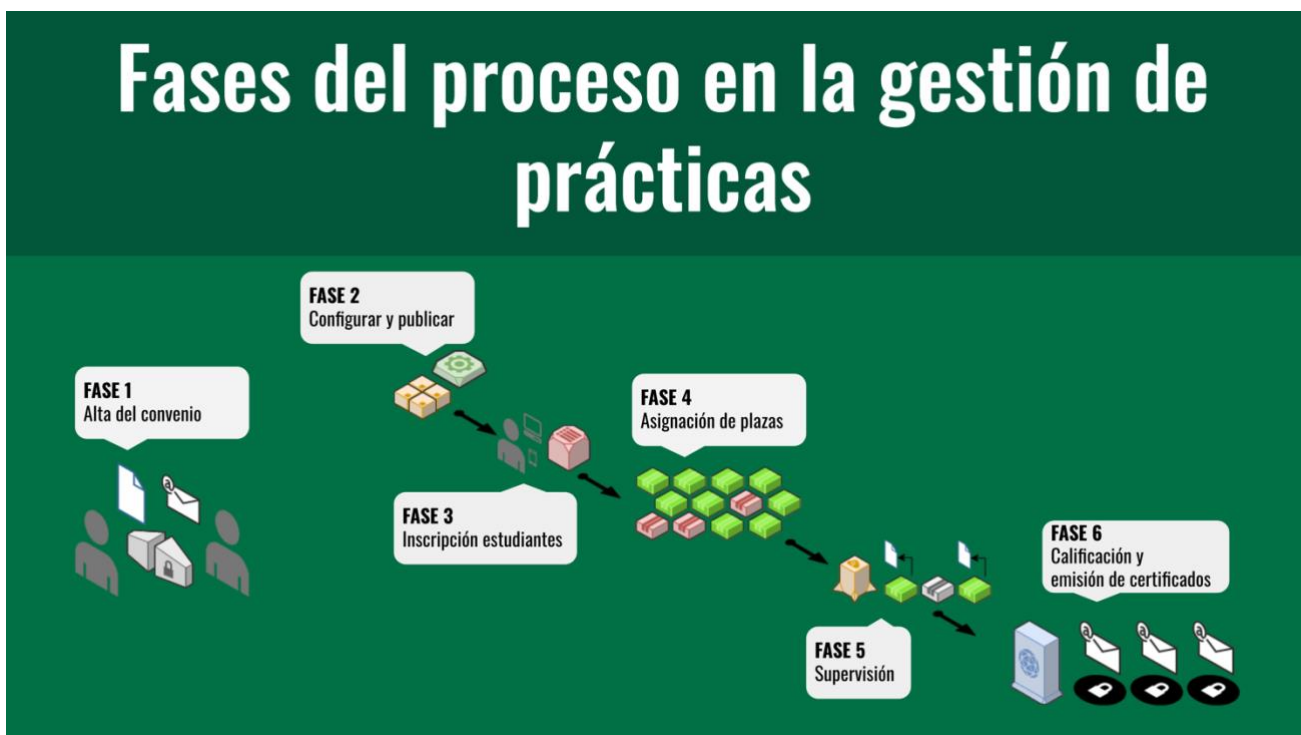 Fases del proceso en la gestión de
prácticas
FASE 1
Alta del convenio
FASE 2
Configurar y publicar
FASE 3
Inscripción estudiantes
FASE 4
Asignación de plazas
FASE 5
Supervisión
FASE 6
Calificación y
emisión de certificados